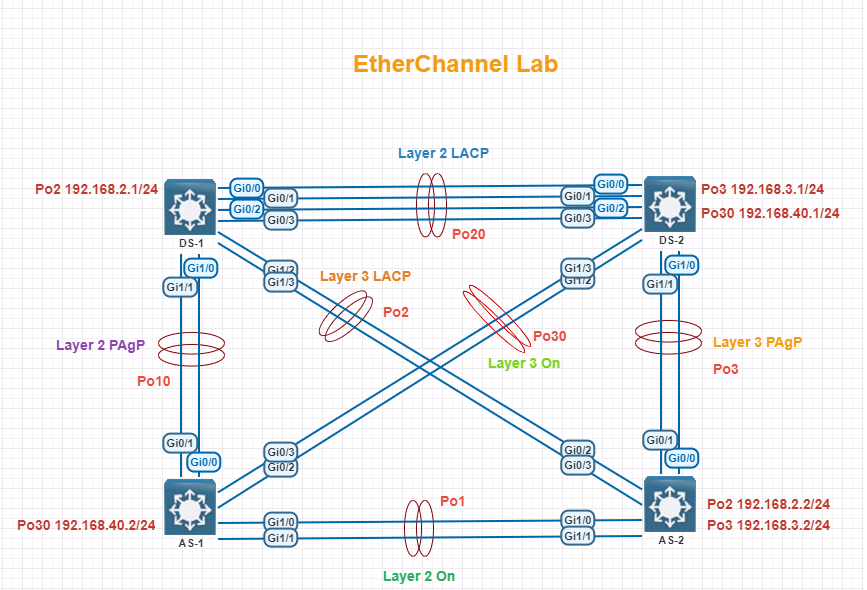 EtherChannel Lab
Layer 2 LACP
Po2 192.168.2.1/24
Gi0/0
Gi0/1
Gi0/2
Gi0/3
Po20
Gi0/0
Gi0/1
Gi0/2
Gi0/3
Po3 192.168.3.1/24
Po30 192.168.40.1/24
DS-1
DS-2
Gi1/0
Gi1/1
Gi1/2
Gi1/3
Layer 3 LACP
Po2
Gi1/3
Gi1/2
Gi1/0
Gi1/1
Layer 2 PAgP
Po10
Po30
Layer 3 On
Layer 3 PAgP
Po3
Gi0/1
Gi0/0
Gi0/3
Gi0/2
Gi0/2
Gi0/3
Gi0/1
Gi0/0
Po30 192.168.40.2/24
AS-1
Gi1/0
Gi1/1
Po1
Gi1/0
Gi1/1
Po2 192.168.2.2/24
Po3 192.168.3.2/24
AS-2
Layer 2 On